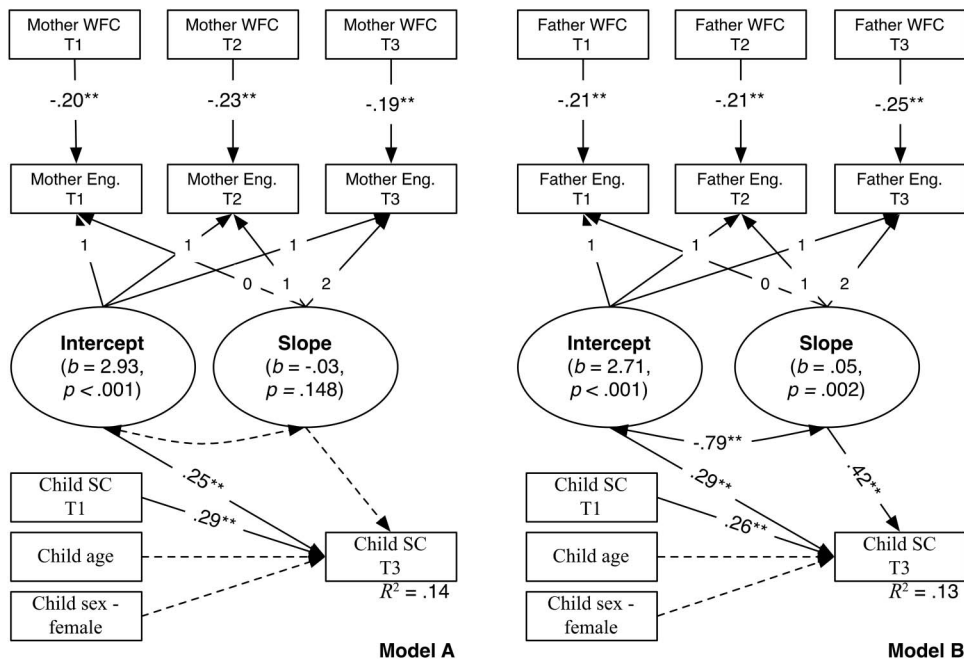 Mother WFC
T1
Mother WFC
T2
Mother WFC
T3
-.20**
-.23**
-.19**
Mother Eng.
T1
Mother Eng.
T2
Mother Eng.
T3
1
1
1
0
1
2
Intercept
(b = 2.93,
p < .001)
Slope
(b = -.03,
p = .148)
.25**
Child SC
T1
.29**
Child age
Child sex -
female
Child SC
T3
R² = .14
Model A
Father WFC
T1
Father WFC
T2
Father WFC
T3
-.21**
-.21**
-.25**
Father Eng.
T1
Father Eng.
T2
Father Eng.
T3
1
1
1
0
1
2
Intercept
(b = 2.71,
p < .001)
Slope
(b = .05,
p = .002)
-.79**
.29**
.42**
Child SC
T1
.26**
Child age
Child sex -
female
Child SC
T3
R² = .13
Model B